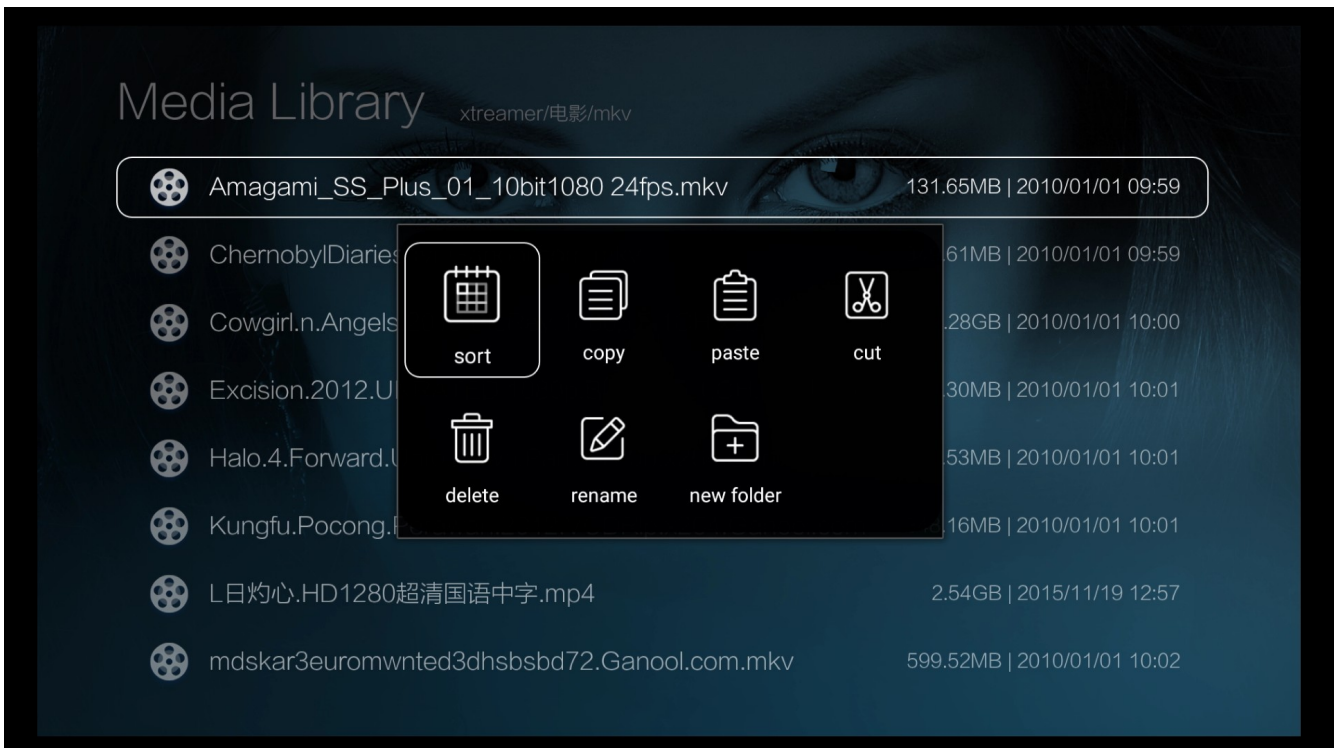 Media Library xtreamer/电影/mkv
Amagami_SS_Plus_01_10bit1080 24fps.mkv 131.65MB | 2010/01/01 09:59
ChernobylDiaries .61MB | 2010/01/01 09:59
Cowgirl.n.Angels .28GB | 2010/01/01 10:00
sort copy paste cut
Excision.2012.U .30MB | 2010/01/01 10:01
Halo.4.Forward. .53MB | 2010/01/01 10:01
delete rename new folder
Kungfu.Pocong. .16MB | 2010/01/01 10:01
L日灼心.HD1280超清国语中字.mp4 2.54GB | 2015/11/19 12:57
mdskar3euromwnted3dhsbsbd72.Ganool.com.mkv 599.52MB | 2010/01/01 10:02